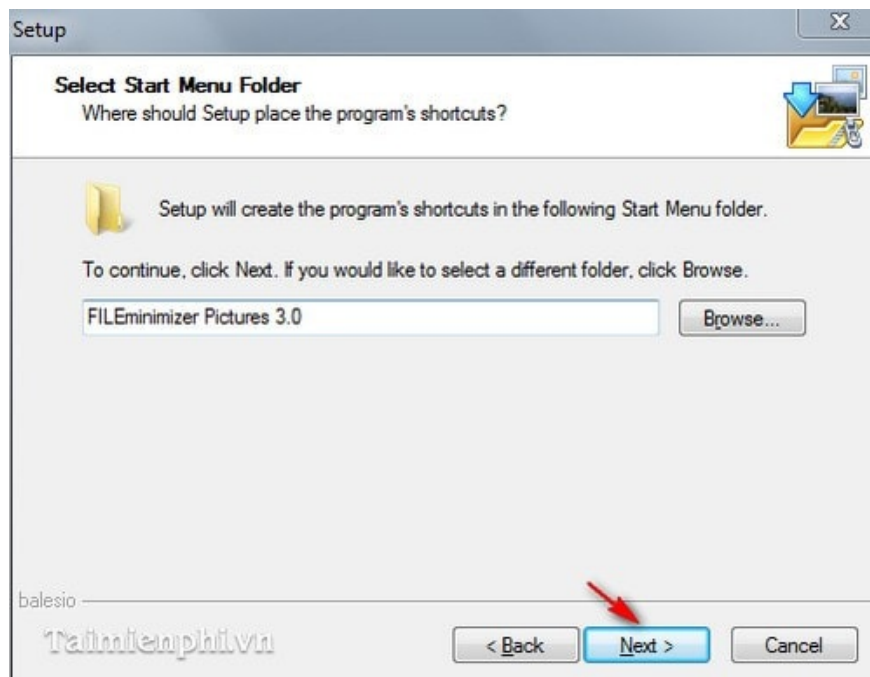 Setup
Select Start Menu Folder
Where should Setup place the program's shortcuts?
Setup will create the program's shortcuts in the following Start Menu folder.
To continue, click Next. If you would like to select a different folder, click Browse.
FILEminimizer Pictures 3.0
Browse...
balesio
Taimienphi.vn
< Back
Next >
Cancel